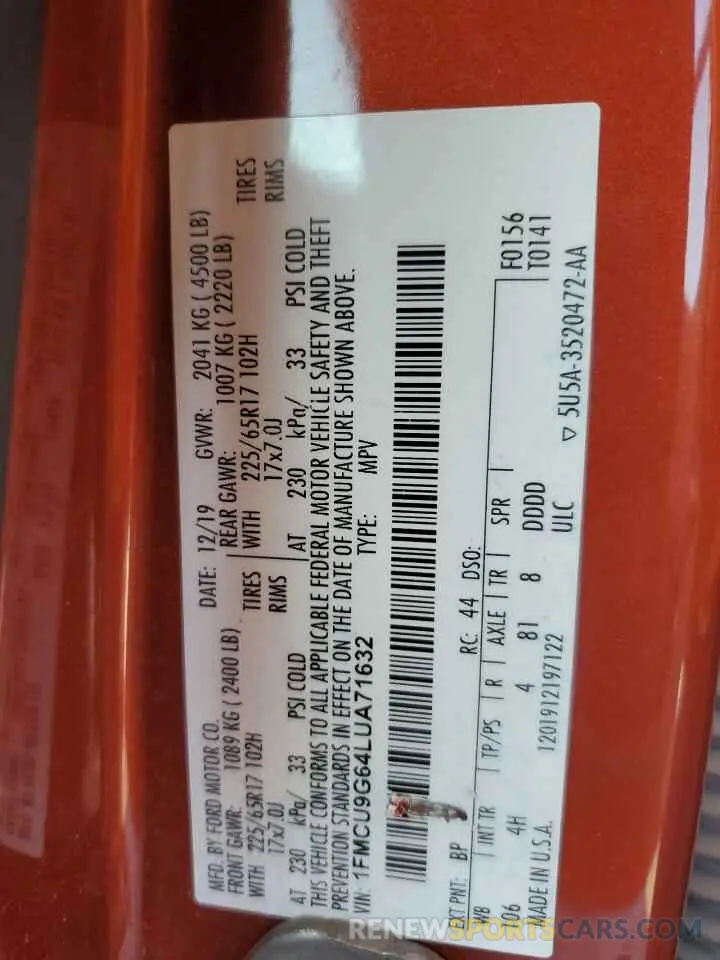 MFD. BY FORD MOTOR CO. DATE: 12/19 GVWR: 2041 KG ( 4500 LB)
FRONT GAWR: 1089 KG ( 2400 LB) REAR GAWR: 1007 KG ( 2220 LB)
WITH 225/65R17 102H TIRES WITH 225/65R17 102H TIRES
17x7.0J RIMS 17x7.0J RIMS
AT 230 kPa/ 33 PSI COLD AT 230 kPa/ 33 PSI COLD
THIS VEHICLE CONFORMS TO ALL APPLICABLE FEDERAL MOTOR VEHICLE SAFETY AND THEFT
PREVENTION STANDARDS IN EFFECT ON THE DATE OF MANUFACTURE SHOWN ABOVE.
VIN: 1FMCU9G64LUA71632 TYPE: MPV
EXT PNT: BP RC: 44 DSO:
WB INT TR TP/PS R AXLE TR SPR F0156
06 4H 4 81 8 DDDD T0141
MADE IN U.S.A. 1201912197122 ULC ▽ 5U5A-3520472-AA
RENEWSPORTSCARS.COM